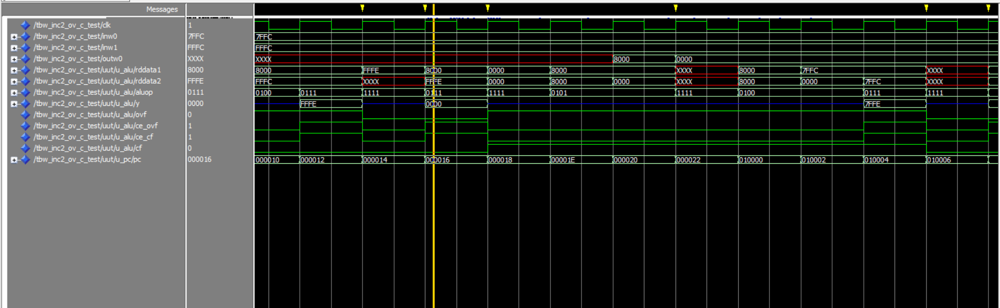 Messages
/tbw_inc2_ov_c_test/clk 1
/tbw_inc2_ov_c_test/inw0 7FFC 7FFC
/tbw_inc2_ov_c_test/inw1 FFFC FFFC
/tbw_inc2_ov_c_test/outw0 XXXX XXXX 8000 0000
/tbw_inc2_ov_c_test/uut/u_alu/rddata1 8000 8000 FFFE 8000 0000 8000 XXXX 8000 7FFC XXXX
/tbw_inc2_ov_c_test/uut/u_alu/rddata2 FFFE FFFC XXXX FFFE 0000 8000 0000 XXXX 8000 0000 7FFC XXXX
/tbw_inc2_ov_c_test/uut/u_alu/aluop 0111 0100 0111 1111 0111 1111 0101 1111 0100 0111 1111
/tbw_inc2_ov_c_test/uut/u_alu/y 0000 FFFE 0000 7FFE
/tbw_inc2_ov_c_test/uut/u_alu/ovf 0
/tbw_inc2_ov_c_test/uut/u_alu/ce_ovf 1
/tbw_inc2_ov_c_test/uut/u_alu/ce_cf 1
/tbw_inc2_ov_c_test/uut/u_alu/cf 0
/tbw_inc2_ov_c_test/uut/u_pc/pc 000016 000010 000012 000014 000016 000018 00001E 000020 000022 010000 010002 010004 010006